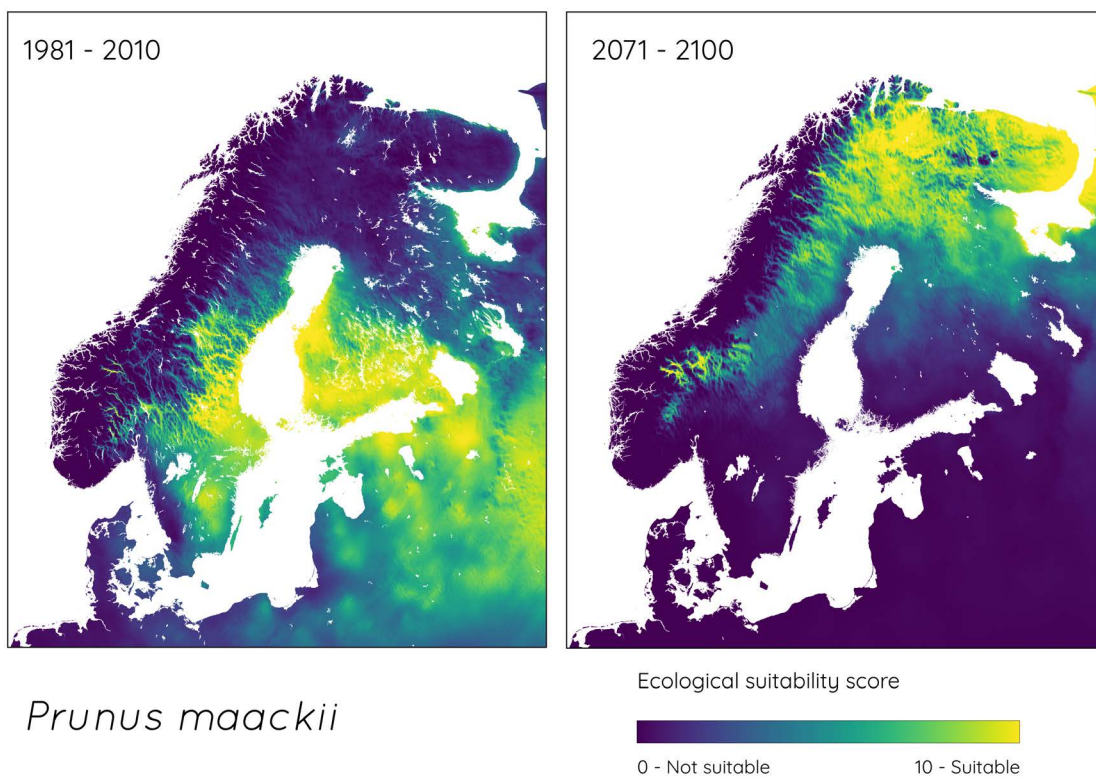 1981 - 2010
2071 - 2100
Prunus maackii
Ecological suitability score
0 - Not suitable
10 - Suitable